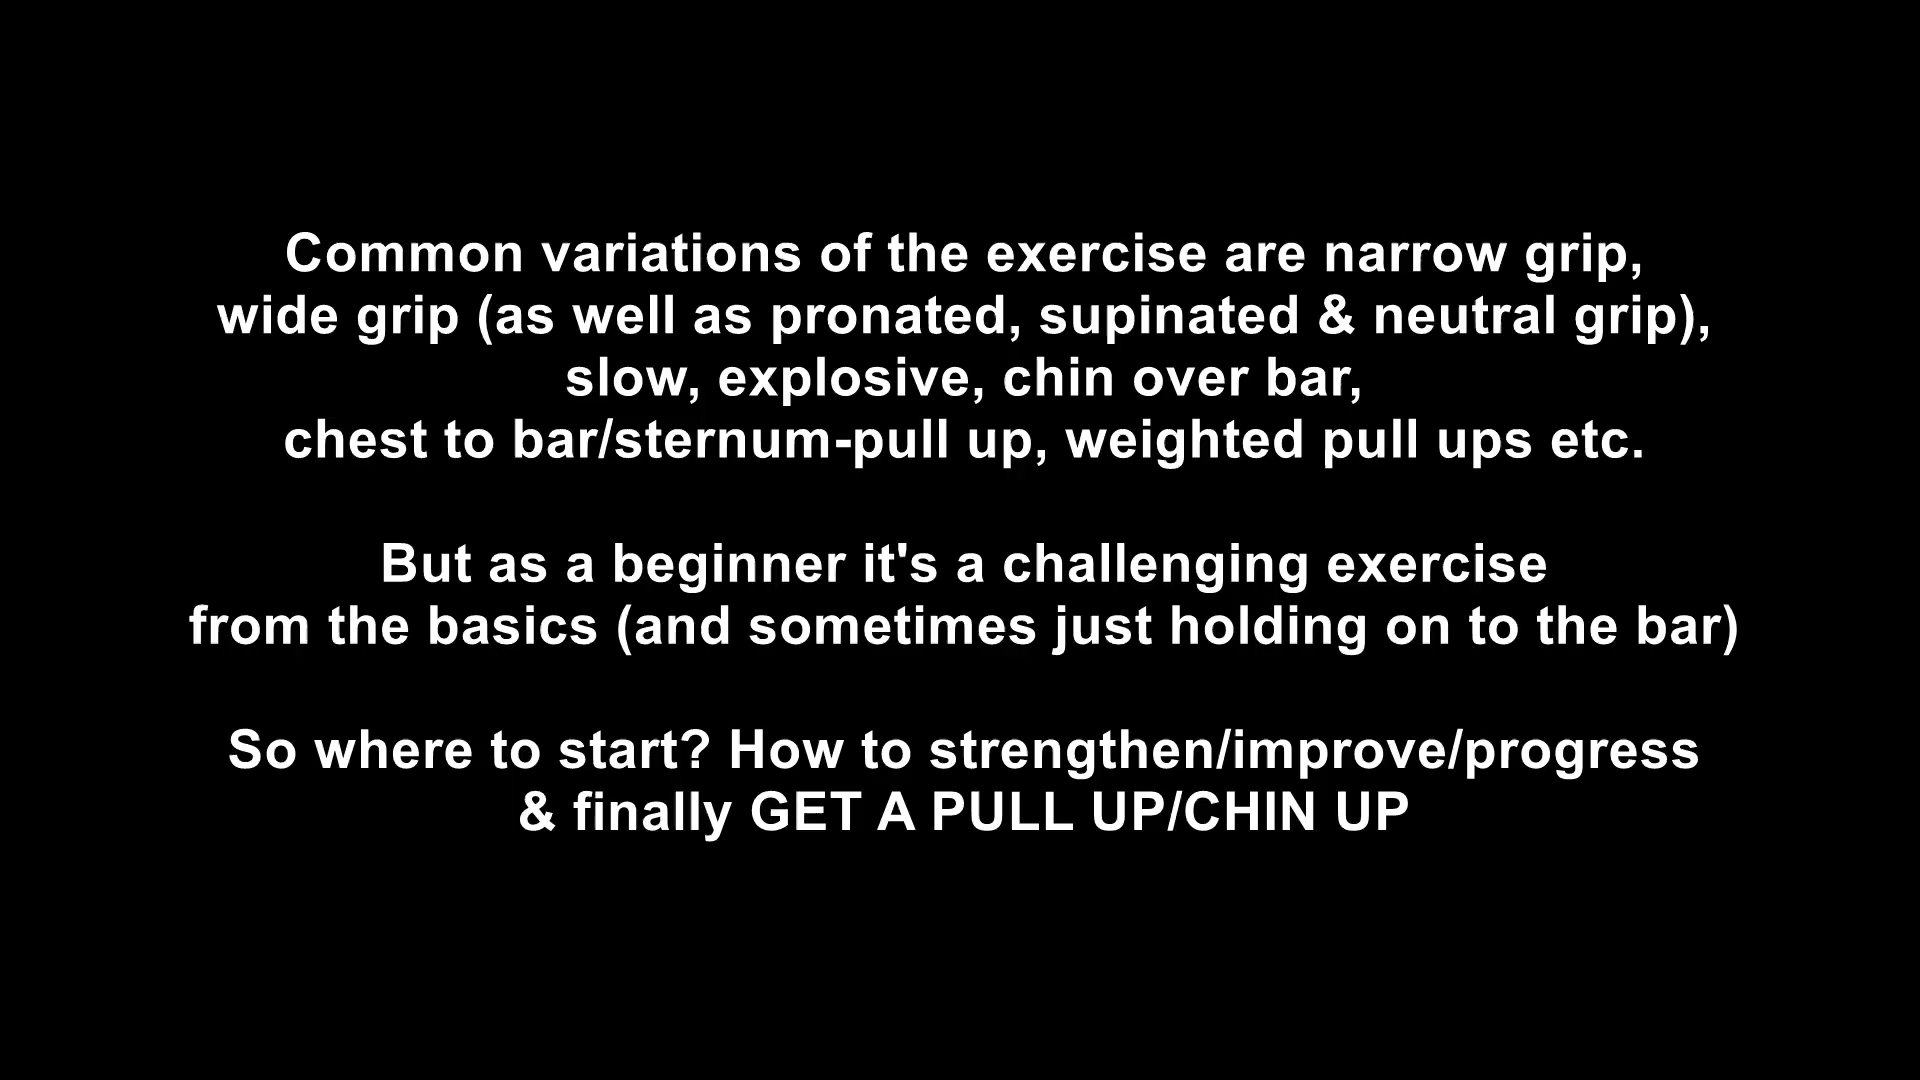 Common variations of the exercise are narrow grip,
wide grip (as well as pronated, supinated & neutral grip),
slow, explosive, chin over bar,
chest to bar/sternum-pull up, weighted pull ups etc.
But as a beginner it's a challenging exercise
from the basics (and sometimes just holding on to the bar)
So where to start? How to strengthen/improve/progress
& finally GET A PULL UP/CHIN UP